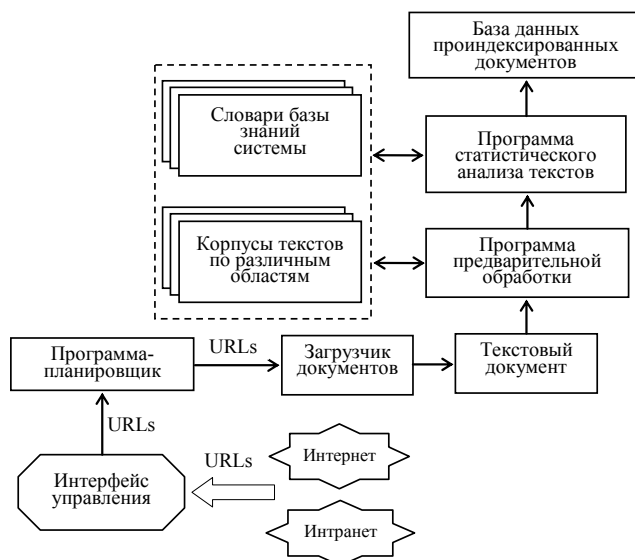 База данных
проиндексированных
документов
Словари базы
знаний
системы
Программа
статистического
анализа текстов
Корпусы текстов
по различным
областям
Программа
предварительной
обработки
Программа-
планировщик
URLs
Загрузчик
документов
Текстовый
документ
URLs
Интерфейс
управления
URLs
Интернет
Интранет